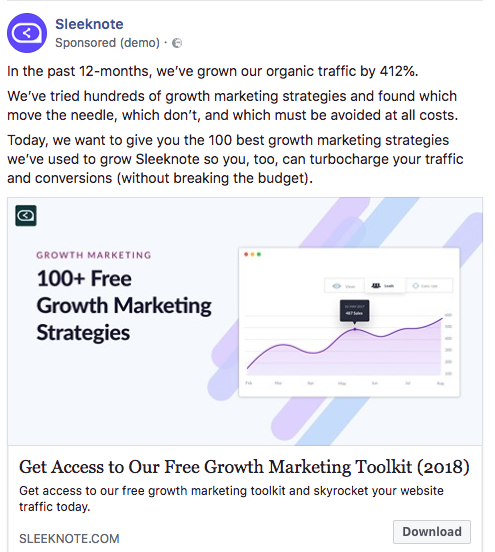 Sleeknote
Sponsored (demo) ·
In the past 12-months, we've grown our organic traffic by 412%.
We've tried hundreds of growth marketing strategies and found which
move the needle, which don't, and which must be avoided at all costs.
Today, we want to give you the 100 best growth marketing strategies
we've used to grow Sleeknote so you, too, can turbocharge your traffic
and conversions (without breaking the budget).
GROWTH MARKETING
100+ Free
Growth Marketing
Strategies
Leads
487 Sales
Feb Mar Apr May Jun Jul Aug
Get Access to Our Free Growth Marketing Toolkit (2018)
Get access to our free growth marketing toolkit and skyrocket your website
traffic today.
SLEEKNOTE.COM
Download